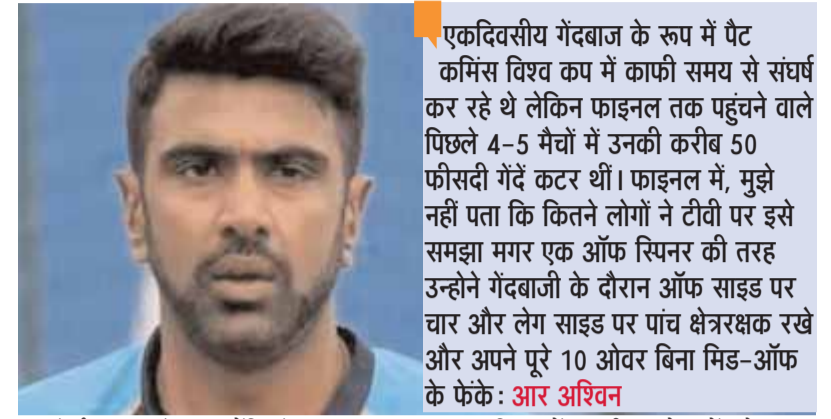 एकदिवसीय गेंदबाज के रूप में पैट
कमिंस विश्व कप में काफी समय से संघर्ष
कर रहे थे लेकिन फाइनल तक पहुंचने वाले
पिछले 4-5 मैचों में उनकी करीब 50
फीसदी गेंदें कटर थीं। फाइनल में, मुझे
नहीं पता कि कितने लोगों ने टीवी पर इसे
समझा मगर एक ऑफ स्पिनर की तरह
उन्होने गेंदबाजी के दौरान ऑफ साइड पर
चार और लेग साइड पर पांच क्षेत्ररक्षक रखे
और अपने पूरे 10 ओवर बिना मिड-ऑफ
के फेंके: आर अश्विन